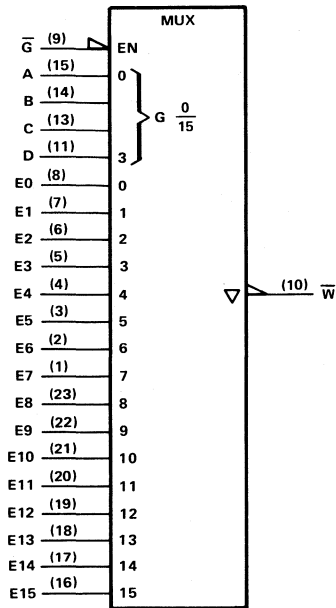 MUX
G̅ (9) EN
A (15) 0
B (14)
G 0/15
C (13)
D (11) 3
E0 (8) 0
E1 (7) 1
E2 (6) 2
E3 (5) 3
E4 (4) 4 ▽ (10) W̅
E5 (3) 5
E6 (2) 6
E7 (1) 7
E8 (23) 8
E9 (22) 9
E10 (21) 10
E11 (20) 11
E12 (19) 12
E13 (18) 13
E14 (17) 14
E15 (16) 15